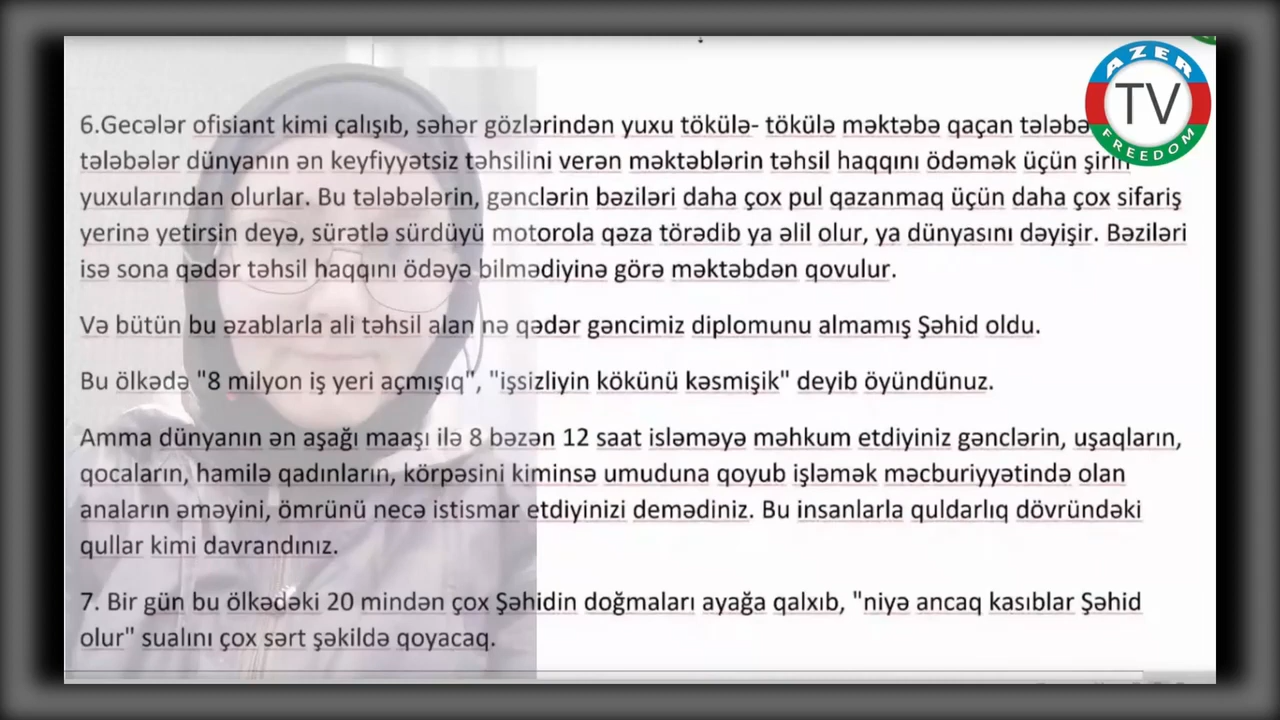 AZER
TV
FREEDOM
6.Gecələr ofisiant kimi çalışıb, səhər gözlərindən yuxu tökülə- tökülə məktəbə qaçan tələbə
tələbələr dünyanın ən keyfiyyətsiz təhsilini verən məktəblərin təhsil haqqını ödəmək üçün şirin
yuxularından olurlar. Bu tələbələrin, gənclərin bəziləri daha çox pul qazanmaq üçün daha çox sifariş
yerinə yetirsin deyə, sürətlə sürdüyü motorola qəza törədib ya əlil olur, ya dünyasını dəyişir. Bəziləri
isə sona qədər təhsil haqqını ödəyə bilmədiyinə görə məktəbdən qovulur.
Və bütün bu əzablarla ali təhsil alan nə qədər gəncimiz diplomunu almamış Şəhid oldu.
Bu ölkədə "8 milyon iş yeri açmışıq", "işsizliyin kökünü kəsmişik" deyib öyündünuz.
Amma dünyanın ən aşağı maaşı ilə 8 bəzən 12 saat isləməyə məhkum etdiyiniz gənclərin, uşaqların,
qocaların, hamilə qadınların, körpəsini kiminsə umuduna qoyub işləmək məcburiyyətində olan
anaların əməyini, ömrünü necə istismar etdiyinizi demədiniz. Bu insanlarla quldarlıq dövründəki
qullar kimi davrandınız.
7. Bir gün bu ölkədəki 20 mindən çox Şəhidin doğmaları ayağa qalxıb, "niyə ancaq kasıblar Şəhid
olur" sualını çox sərt şəkildə qoyacaq.